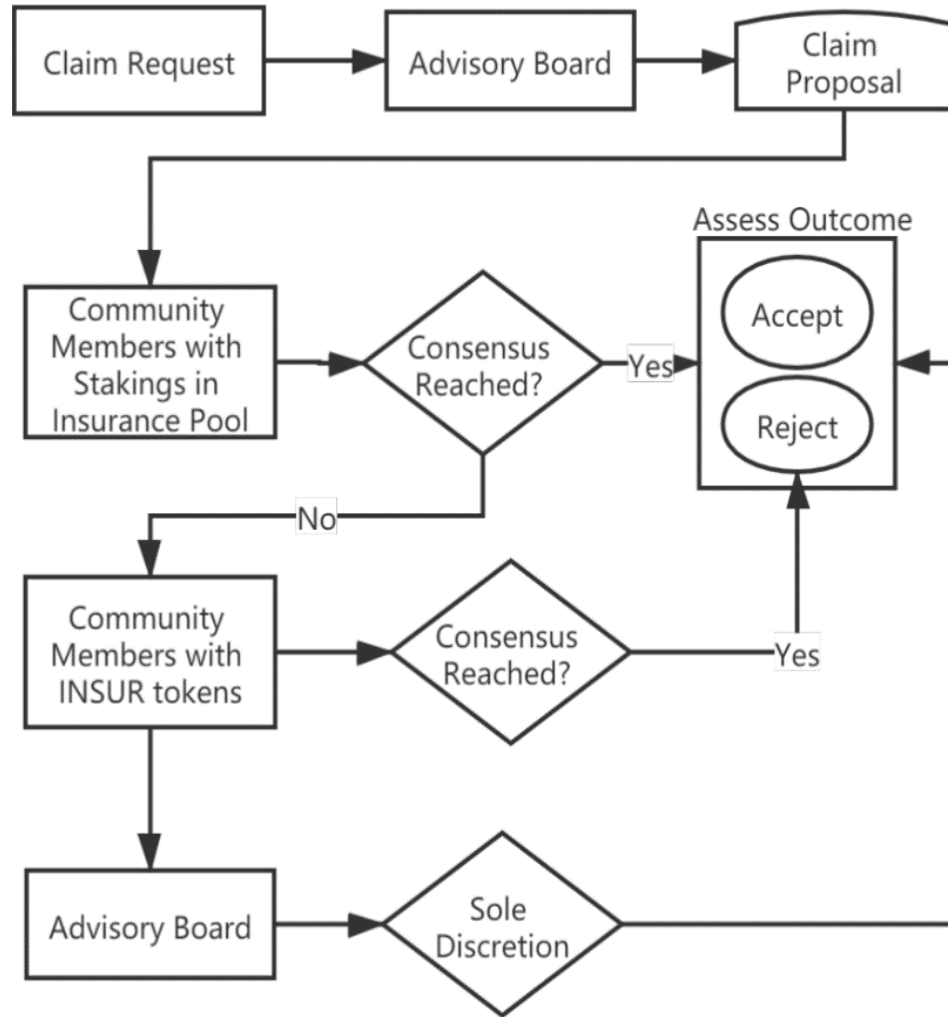 Claim Request
Advisory Board
Claim
Proposal
Assess Outcome
Community
Members with
Stakings in
Insurance Pool
Consensus
Reached?
Yes
Accept
Reject
No
Community
Members with
INSUR tokens
Consensus
Reached?
Yes
Advisory Board
Sole
Discretion